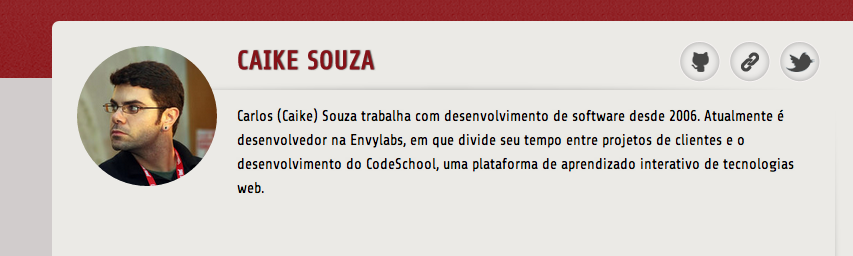 CAIKE SOUZA
Carlos (Caike) Souza trabalha com desenvolvimento de software desde 2006. Atualmente é
desenvolvedor na Envylabs, em que divide seu tempo entre projetos de clientes e o
desenvolvimento do CodeSchool, uma plataforma de aprendizado interativo de tecnologias
web.